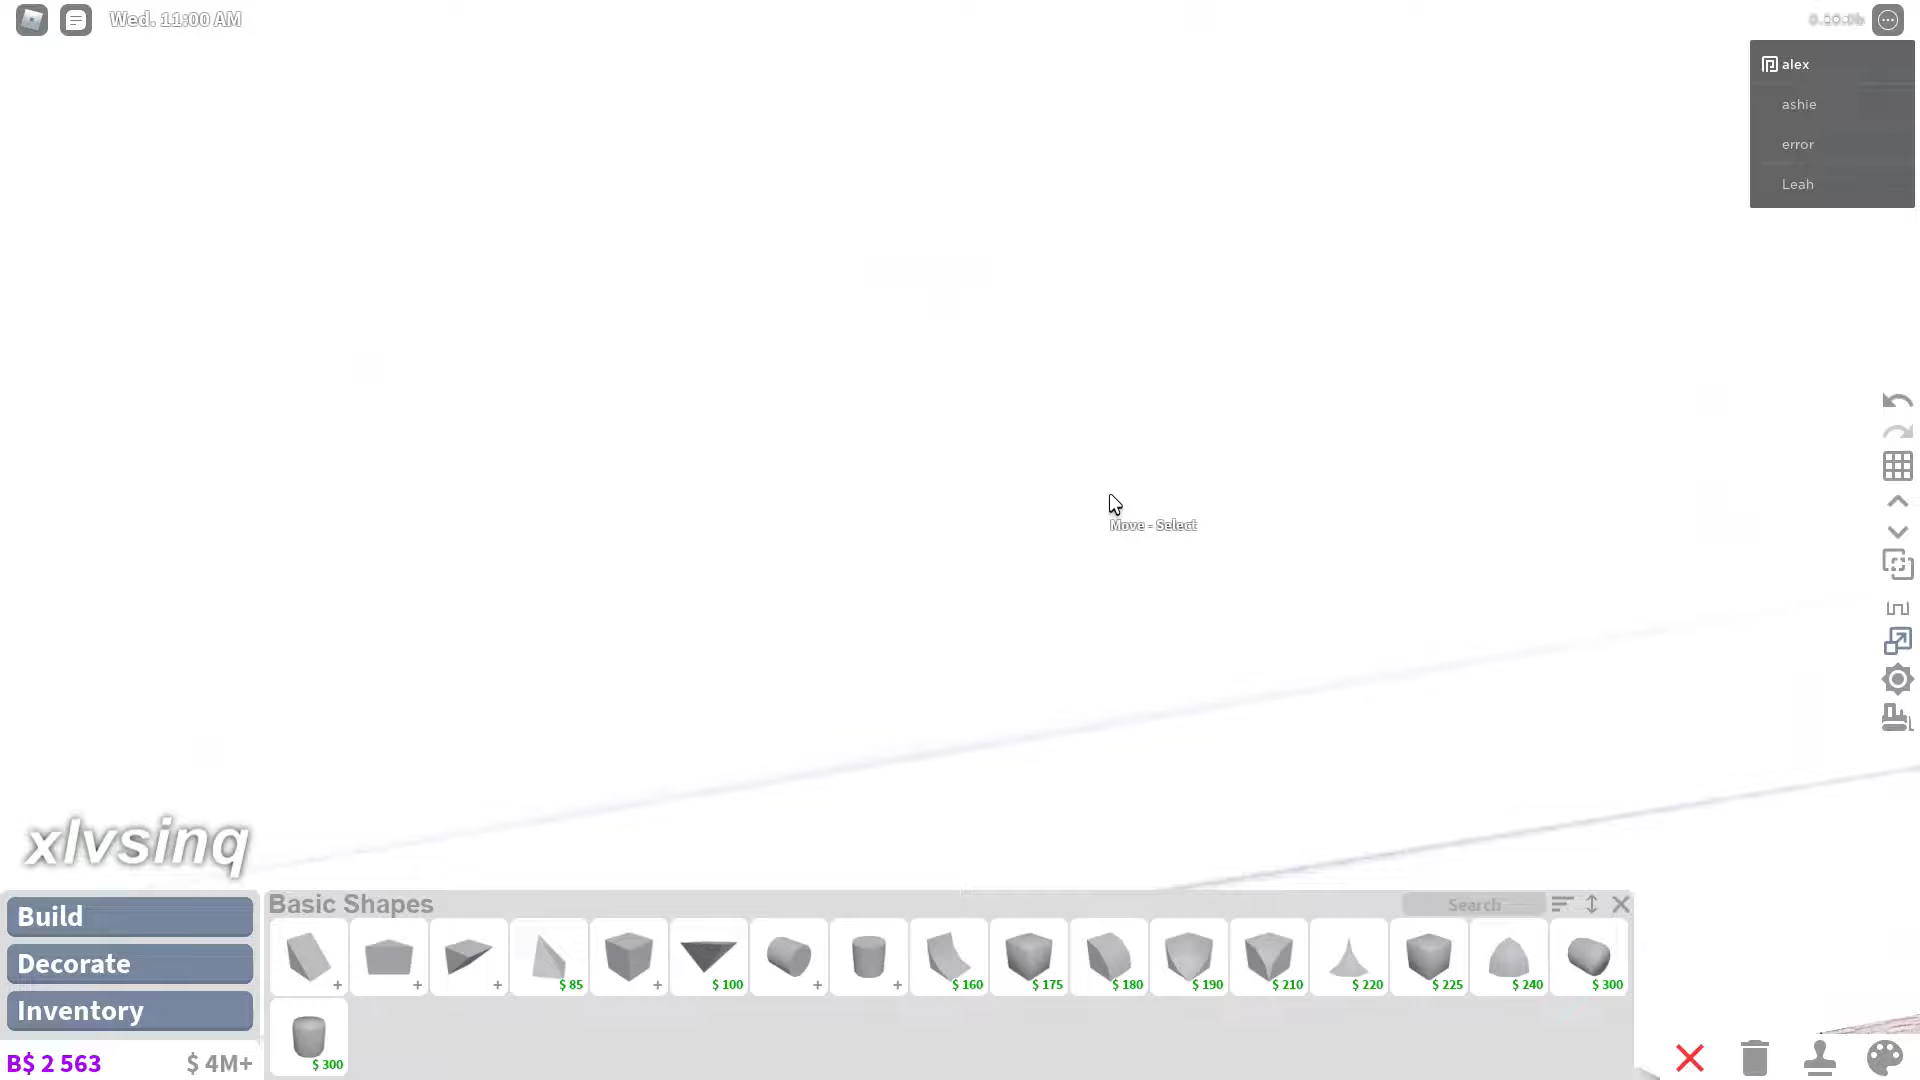 Wed. 11:00 AM
alex
ashie
error
Leah
Move - Select
xlvsinq
Build
Decorate
Inventory
B$ 2 563
$ 4M+
Basic Shapes
Search
+
+
+
$ 85
+
$ 100
+
+
$ 160
$ 175
$ 180
$ 190
$ 210
$ 220
$ 225
$ 240
$ 300
$ 300